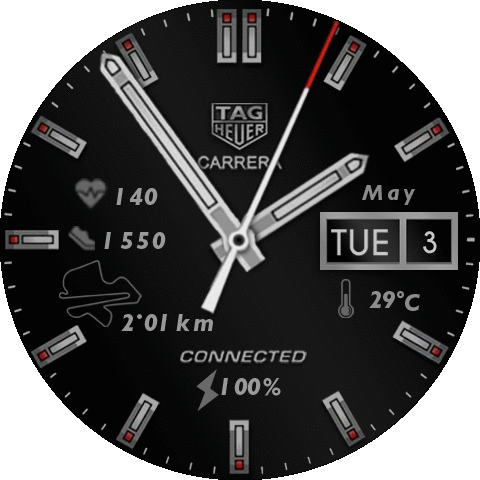 TAG
HEUER
CARRERA
140
May
1550
TUE 3
29°C
2°01 km
CONNECTED
100%